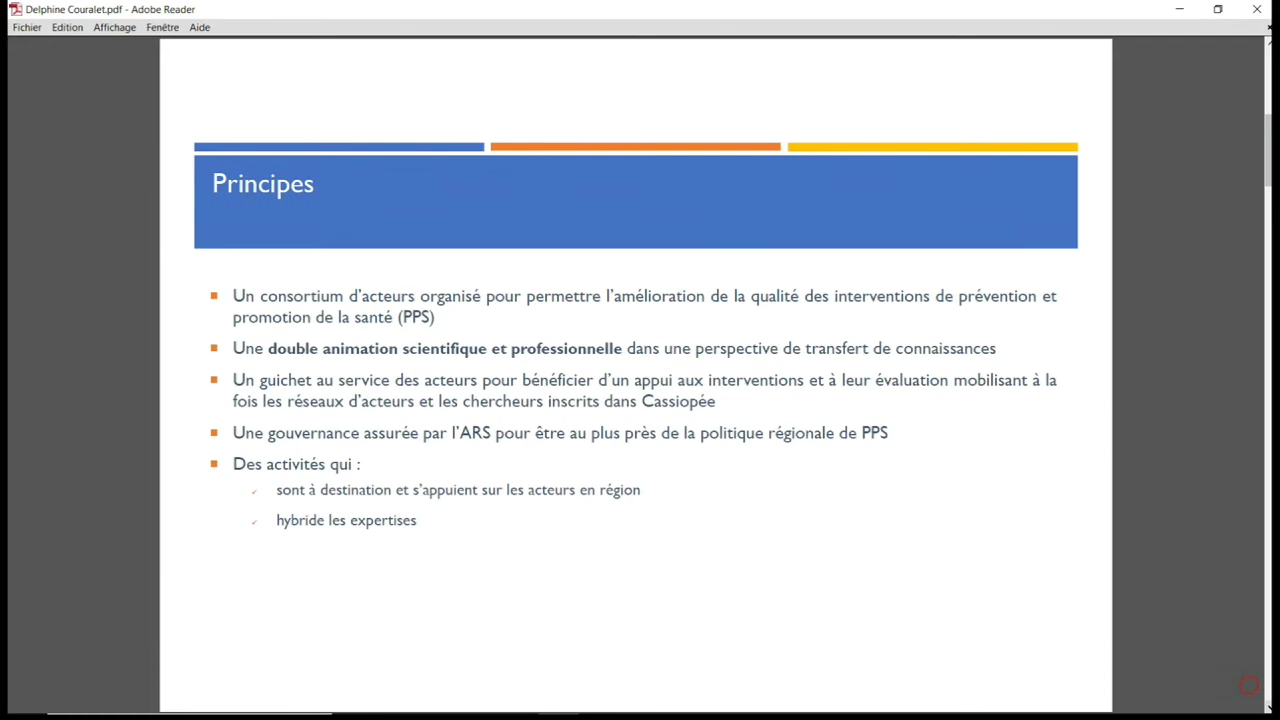 Delphine Couralet.pdf - Adobe Reader
Fichier Edition Affichage Fenêtre Aide
Principes
Un consortium d'acteurs organisé pour permettre l'amélioration de la qualité des interventions de prévention et
promotion de la santé (PPS)
Une double animation scientifique et professionnelle dans une perspective de transfert de connaissances
Un guichet au service des acteurs pour bénéficier d'un appui aux interventions et à leur évaluation mobilisant à la
fois les réseaux d'acteurs et les chercheurs inscrits dans Cassiopée
Une gouvernance assurée par l'ARS pour être au plus près de la politique régionale de PPS
Des activités qui :
sont à destination et s'appuient sur les acteurs en région
hybride les expertises